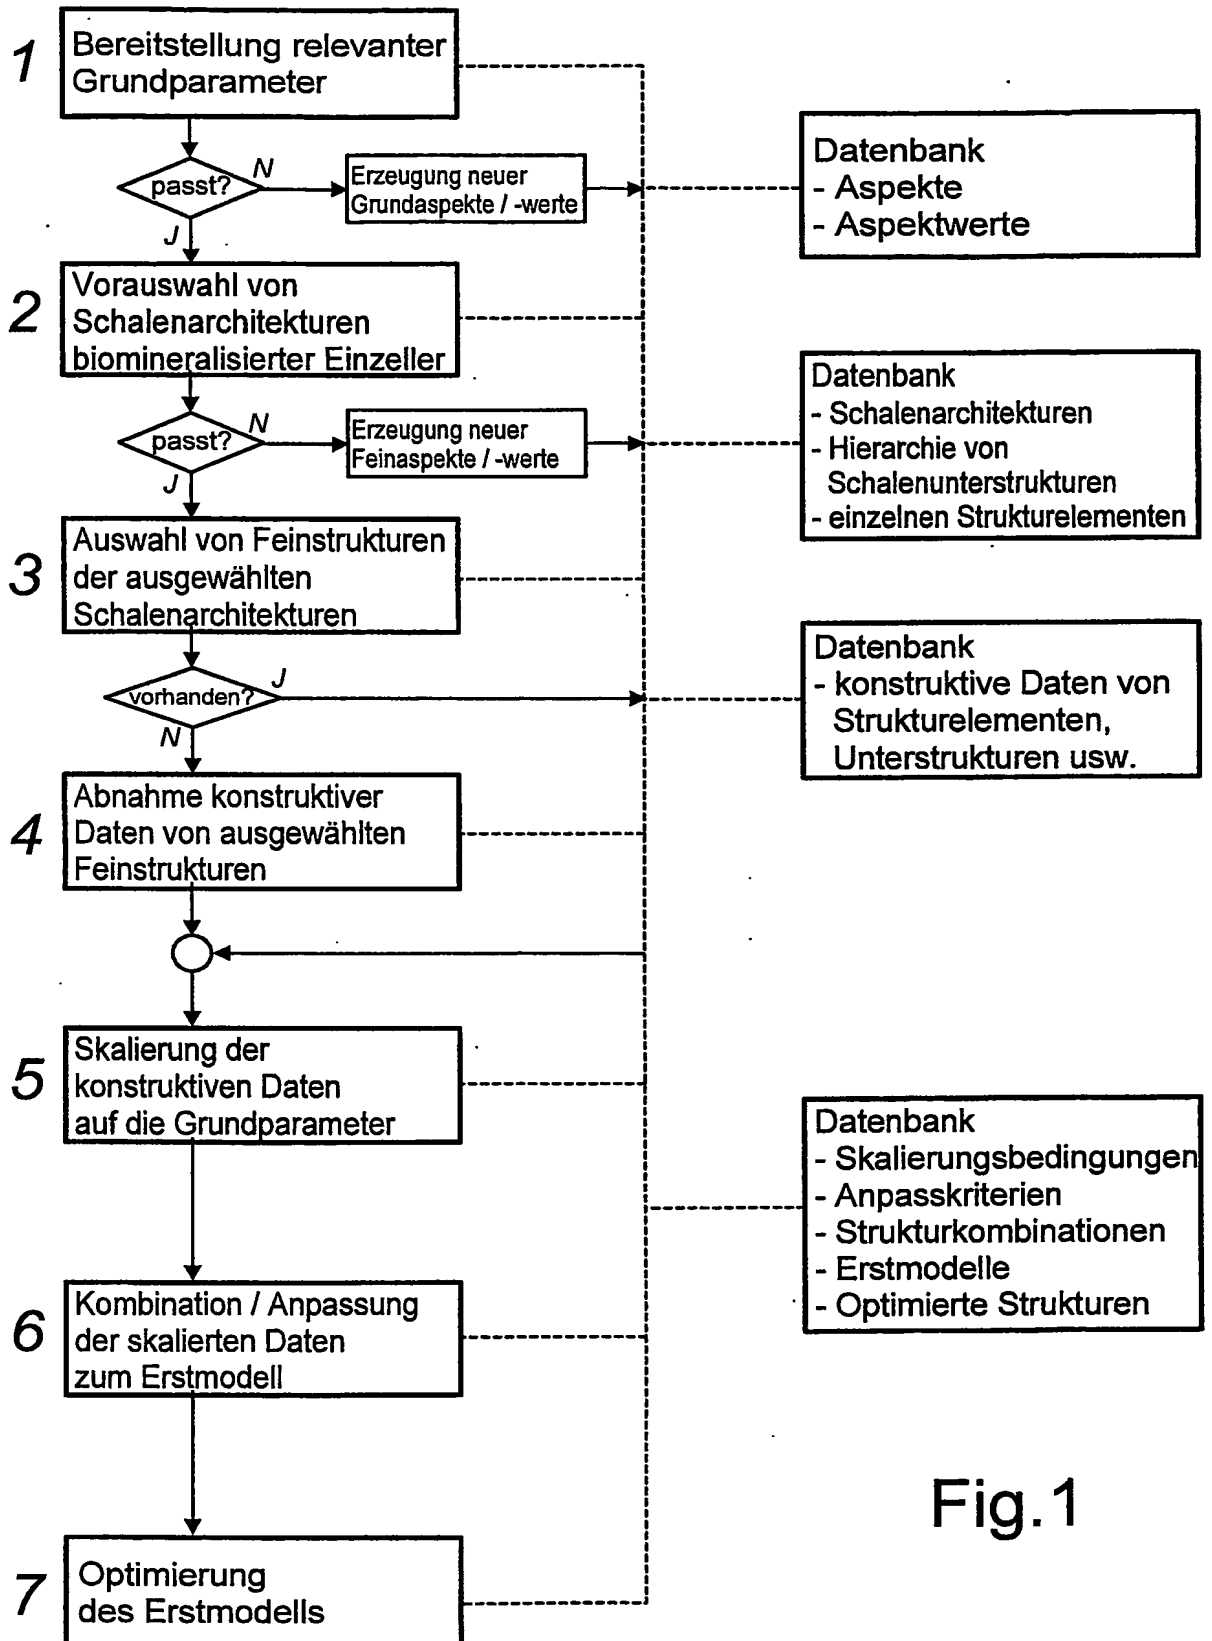 1
Bereitstellung relevanter
Grundparameter
passt?
N
J
Erzeugung neuer
Grundaspekte / -werte
Datenbank
- Aspekte
- Aspektwerte
2
Vorauswahl von
Schalenarchitekturen
biomineralisierter Einzeller
passt?
N
J
Erzeugung neuer
Feinaspekte / -werte
Datenbank
- Schalenarchitekturen
- Hierarchie von
Schalenunterstrukturen
- einzelnen Strukturelementen
3
Auswahl von Feinstrukturen
der ausgewählten
Schalenarchitekturen
vorhanden?
J
N
Datenbank
- konstruktive Daten von
Strukturelementen,
Unterstrukturen usw.
4
Abnahme konstruktiver
Daten von ausgewählten
Feinstrukturen
5
Skalierung der
konstruktiven Daten
auf die Grundparameter
Datenbank
- Skalierungsbedingungen
- Anpasskriterien
- Strukturkombinationen
- Erstmodelle
- Optimierte Strukturen
6
Kombination / Anpassung
der skalierten Daten
zum Erstmodell
7
Optimierung
des Erstmodells
Fig.1